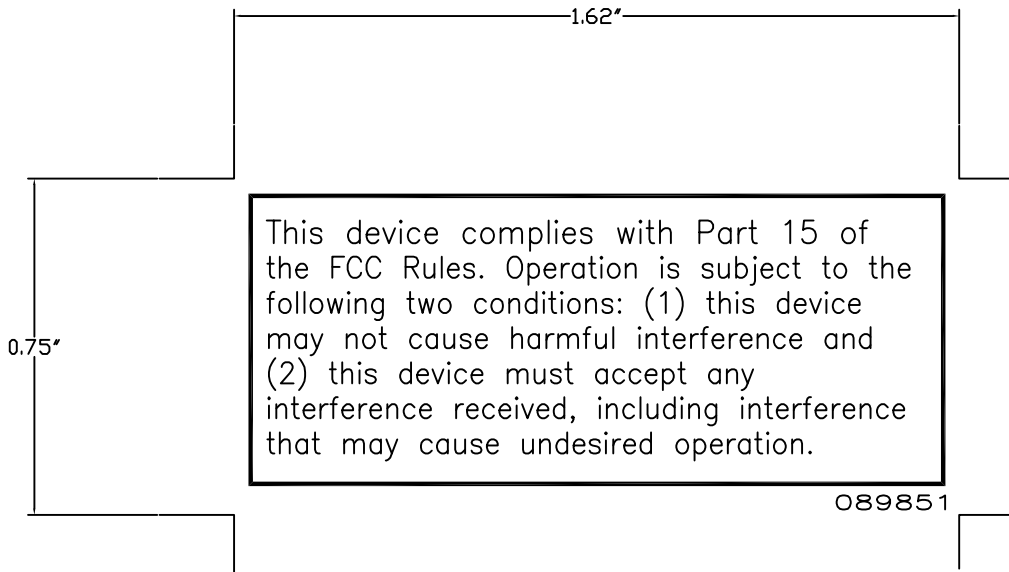 1.62"
This device complies with Part 15 of
the FCC Rules. Operation is subject to the
following two conditions: (1) this device
may not cause harmful interference and
0.75"
(2) this device must accept any
interference received, including interference
that may cause undesired operation.
089851